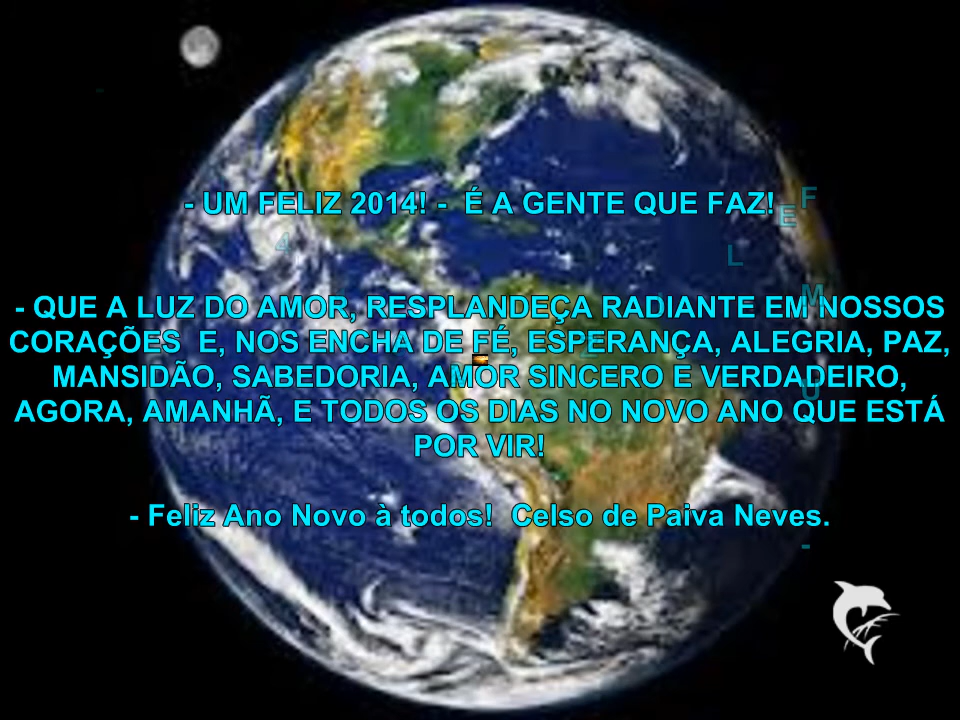 - UM FELIZ 2014! - É A GENTE QUE FAZ!
- QUE A LUZ DO AMOR, RESPLANDEÇA RADIANTE EM NOSSOS
CORAÇÕES E, NOS ENCHA DE FÉ, ESPERANÇA, ALEGRIA, PAZ,
MANSIDÃO, SABEDORIA, AMOR SINCERO E VERDADEIRO,
AGORA, AMANHÃ, E TODOS OS DIAS NO NOVO ANO QUE ESTÁ
POR VIR!
- Feliz Ano Novo à todos! Celso de Paiva Neves.